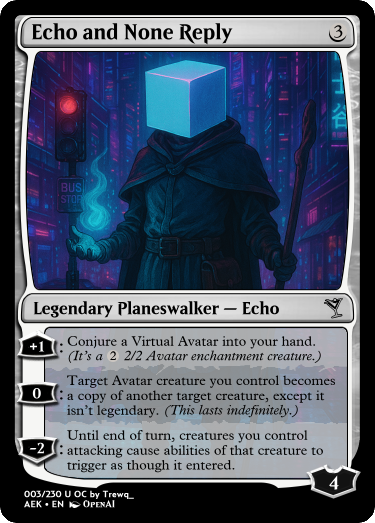 Echo and None Reply 3
BUS
STOP
谷
Legendary Planeswalker — Echo
+1: Conjure a Virtual Avatar into your hand.
(It's a 2 2/2 Avatar enchantment creature.)
0: Target Avatar creature you control becomes
a copy of another target creature, except it
isn't legendary. (This lasts indefinitely.)
-2: Until end of turn, creatures you control
attacking cause abilities of that creature to
trigger as though it entered.
4
003/230 U OC by Trewq_
AEK • EN OPENAI